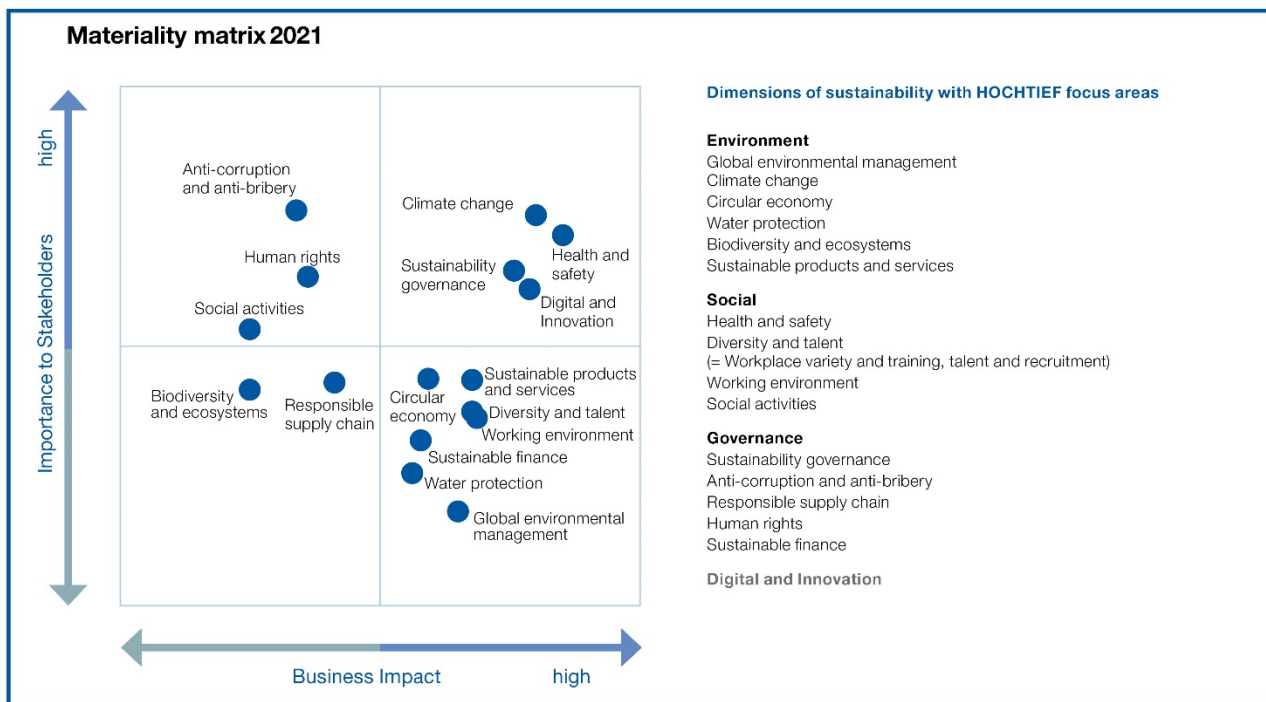 Materiality matrix 2021
high
Importance to Stakeholders
Anti-corruption
and anti-bribery
Human rights
Social activities
Climate change
Health and
safety
Sustainability
governance
Digital and
Innovation
Biodiversity
and ecosystems
Responsible
supply chain
Circular
economy
Sustainable products
and services
Diversity and talent
Working environment
Sustainable finance
Water protection
Global environmental
management
Business Impact
high
Dimensions of sustainability with HOCHTIEF focus areas
Environment
Global environmental management
Climate change
Circular economy
Water protection
Biodiversity and ecosystems
Sustainable products and services
Social
Health and safety
Diversity and talent
(= Workplace variety and training, talent and recruitment)
Working environment
Social activities
Governance
Sustainability governance
Anti-corruption and anti-bribery
Responsible supply chain
Human rights
Sustainable finance
Digital and Innovation